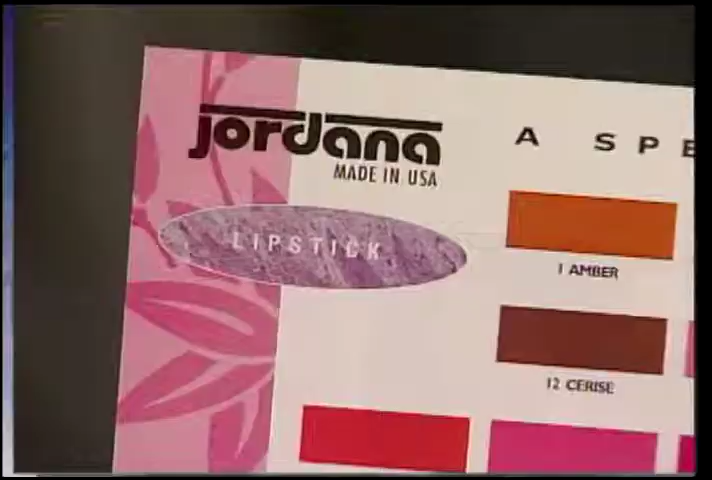 jordana
MADE IN USA
LIPSTICK
A SPE
1 AMBER
12 CERISE